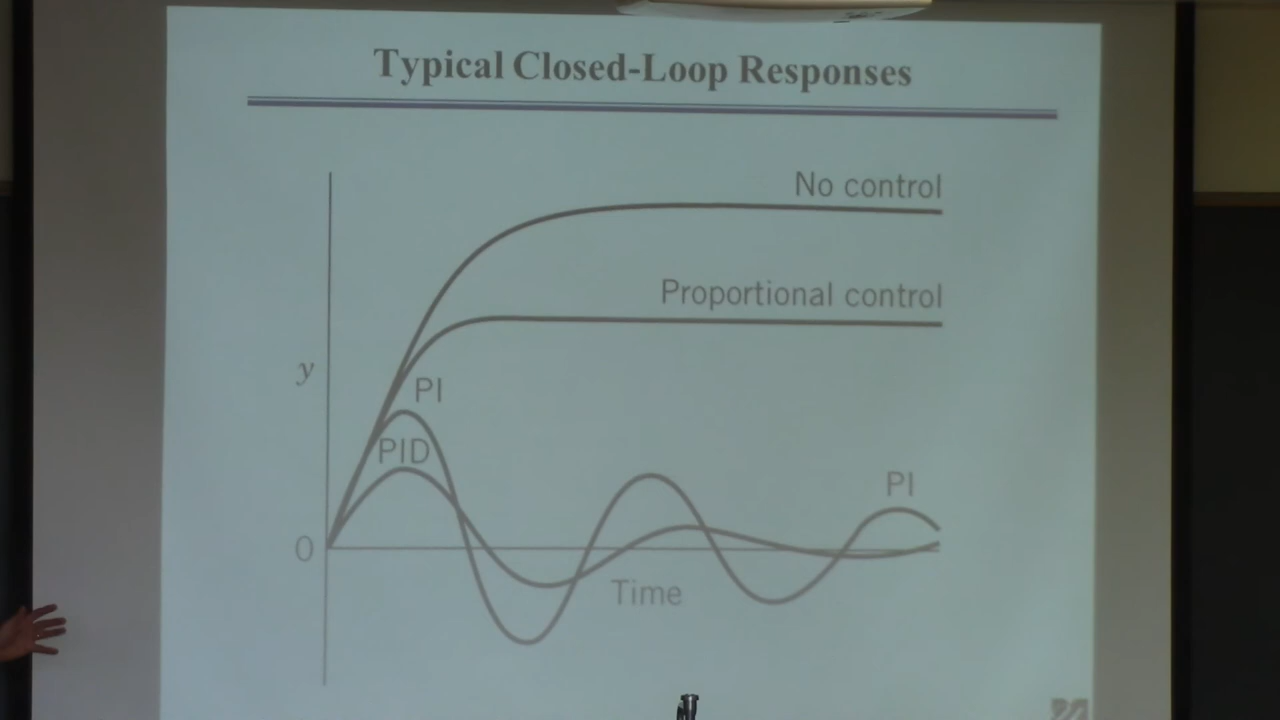 Typical Closed-Loop Responses
No control
Proportional control
y
PI
PID
PI
0
Time